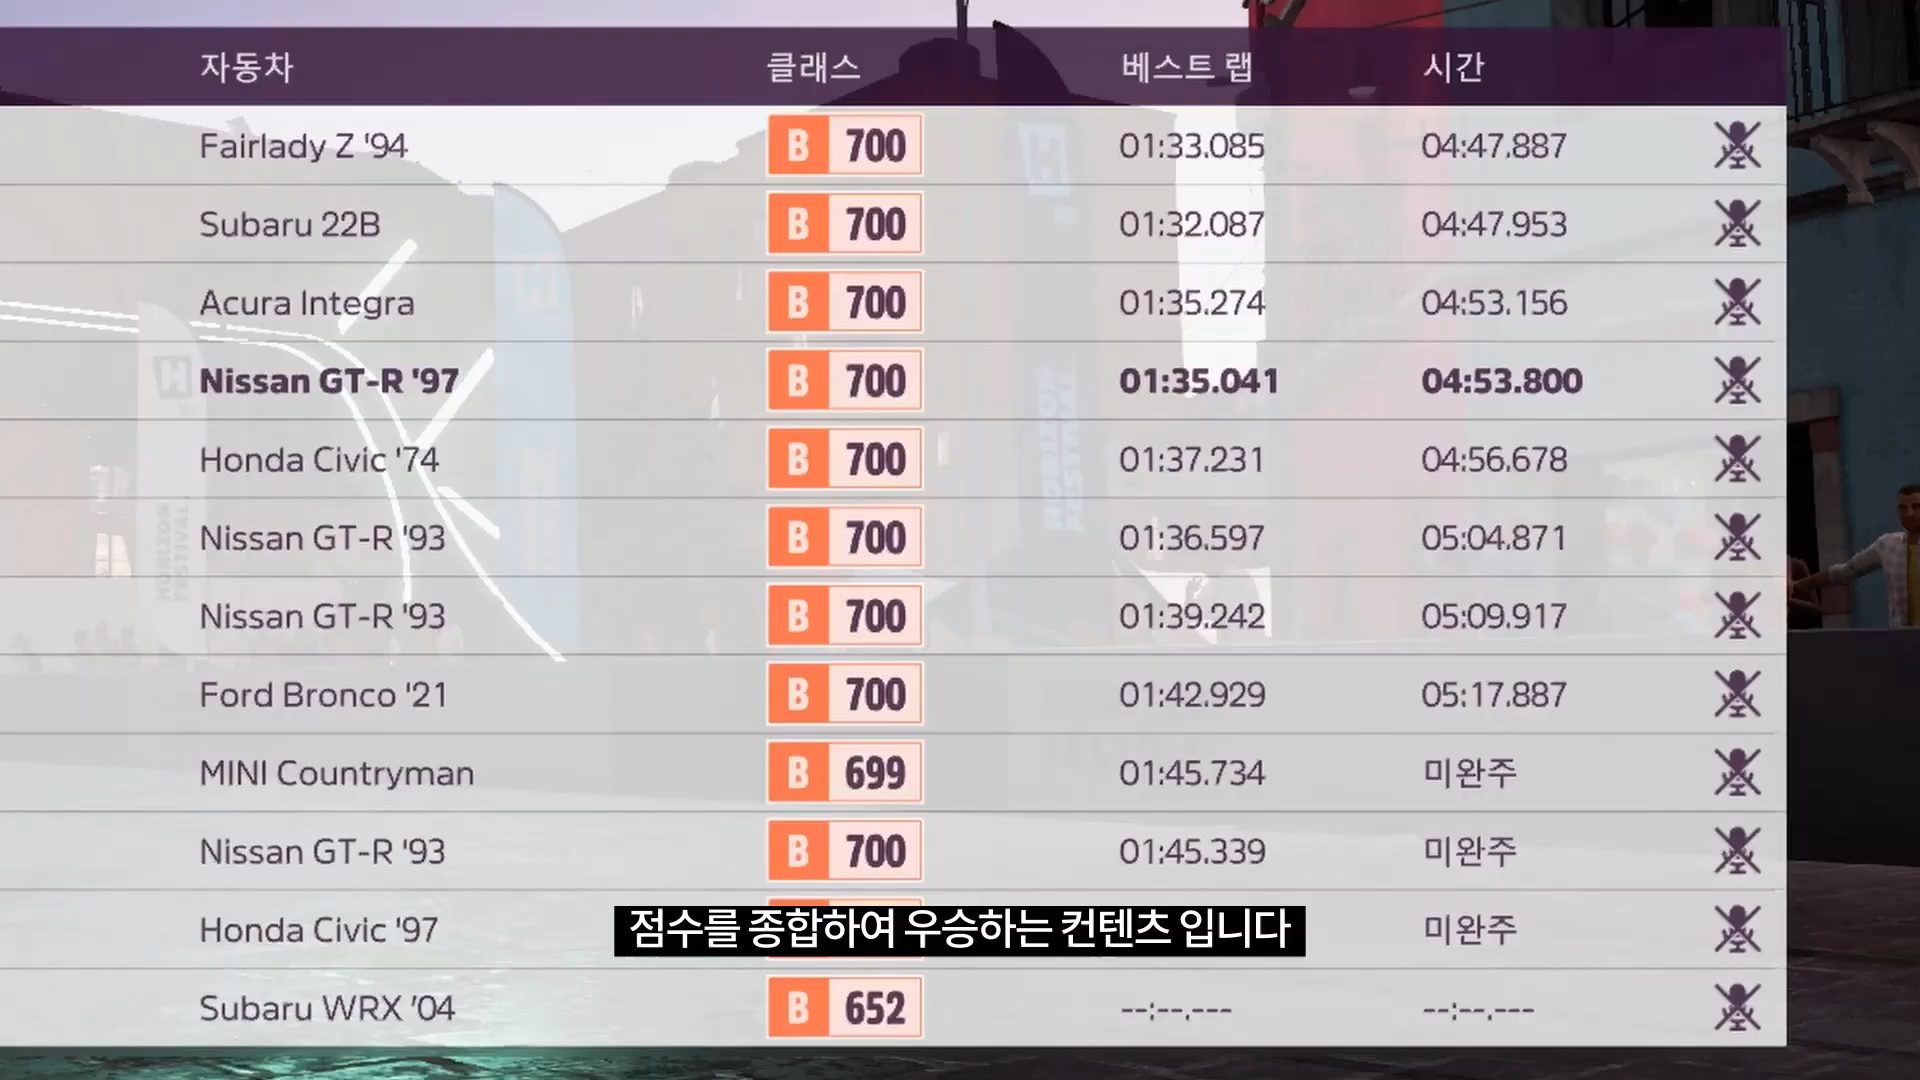 자동차 클래스 베스트 랩 시간
Fairlady Z '94 B 700 01:33.085 04:47.887
Subaru 22B B 700 01:32.087 04:47.953
Acura Integra B 700 01:35.274 04:53.156
Nissan GT-R '97 B 700 01:35.041 04:53.800
Honda Civic '74 B 700 01:37.231 04:56.678
Nissan GT-R '93 B 700 01:36.597 05:04.871
Nissan GT-R '93 B 700 01:39.242 05:09.917
Ford Bronco '21 B 700 01:42.929 05:17.887
MINI Countryman B 699 01:45.734 미완주
Nissan GT-R '93 B 700 01:45.339 미완주
Honda Civic '97 미완주
점수를 종합하여 우승하는 컨텐츠 입니다
Subaru WRX '04 B 652 --:--.--- --:--.---
HORIZON
FESTIVAL